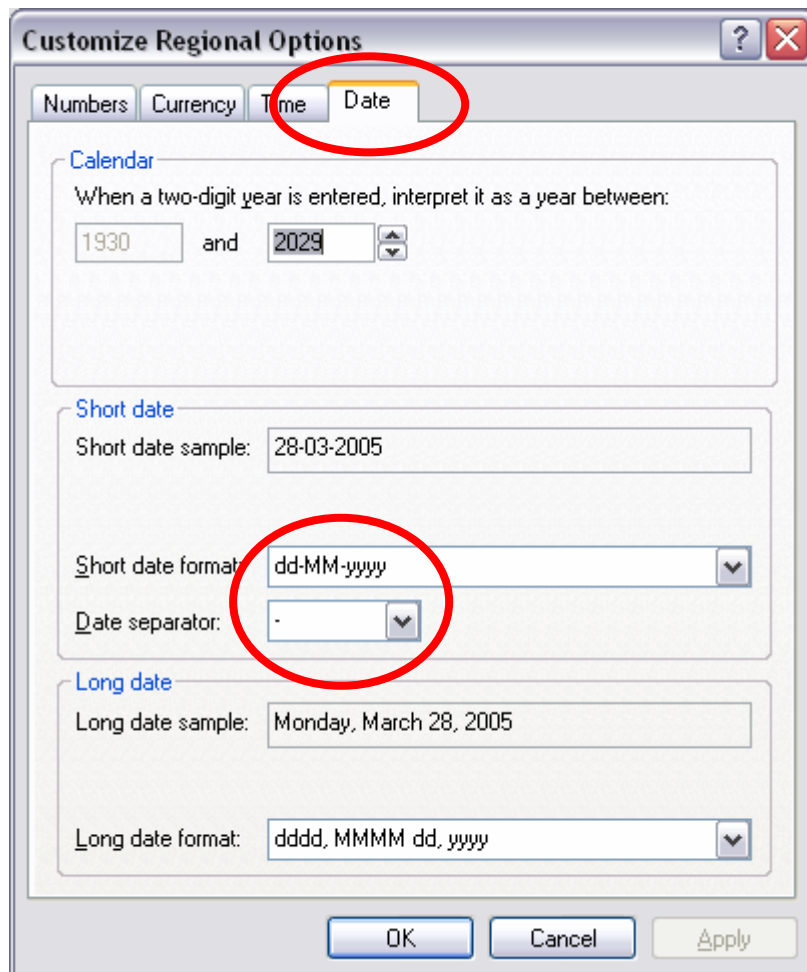 Customize Regional Options
Numbers Currency Time Date
Calendar
When a two-digit year is entered, interpret it as a year between:
1930 and 2029
Short date
Short date sample: 28-03-2005
Short date format: dd-MM-yyyy
Date separator: -
Long date
Long date sample: Monday, March 28, 2005
Long date format: dddd, MMMM dd, yyyy
OK Cancel Apply